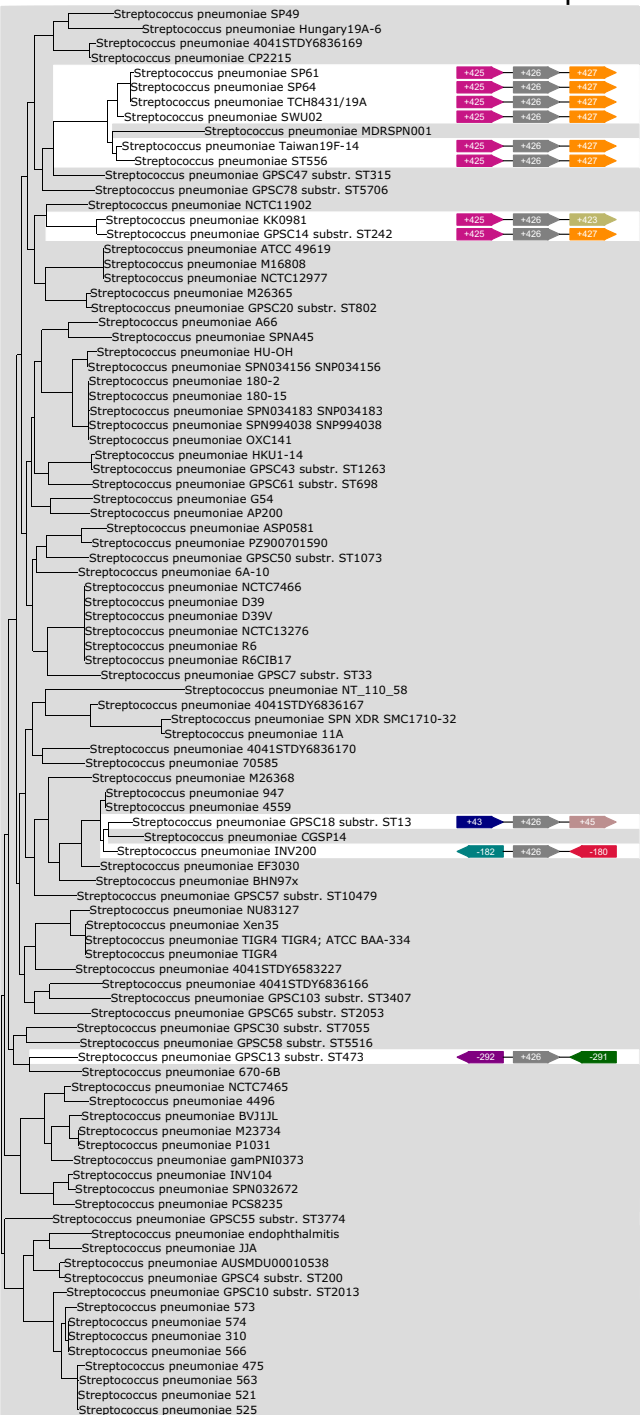 Streptococcus pneumoniae SP49
Streptococcus pneumoniae Hungary19A-6
Streptococcus pneumoniae 4041STDY6836169
Streptococcus pneumoniae CP2215
Streptococcus pneumoniae SP61 +425 +426 +427
Streptococcus pneumoniae SP64 +425 +426 +427
Streptococcus pneumoniae TCH8431/19A +425 +426 +427
Streptococcus pneumoniae SWU02 +425 +426 +427
Streptococcus pneumoniae MDRSPN001
Streptococcus pneumoniae Taiwan19F-14 +425 +426 +427
Streptococcus pneumoniae ST556 +425 +426 +427
Streptococcus pneumoniae GPSC47 substr. ST315
Streptococcus pneumoniae GPSC78 substr. ST5706
Streptococcus pneumoniae NCTC11902
Streptococcus pneumoniae KK0981 +425 +426 +423
Streptococcus pneumoniae GPSC14 substr. ST242 +425 +426 +427
Streptococcus pneumoniae ATCC 49619
Streptococcus pneumoniae M16808
Streptococcus pneumoniae NCTC12977
Streptococcus pneumoniae M26365
Streptococcus pneumoniae GPSC20 substr. ST802
Streptococcus pneumoniae A66
Streptococcus pneumoniae SPNA45
Streptococcus pneumoniae HU-OH
Streptococcus pneumoniae SPN034156 SNP034156
Streptococcus pneumoniae 180-2
Streptococcus pneumoniae 180-15
Streptococcus pneumoniae SPN034183 SNP034183
Streptococcus pneumoniae SPN994038 SNP994038
Streptococcus pneumoniae OXC141
Streptococcus pneumoniae HKU1-14
Streptococcus pneumoniae GPSC43 substr. ST1263
Streptococcus pneumoniae GPSC61 substr. ST698
Streptococcus pneumoniae G54
Streptococcus pneumoniae AP200
Streptococcus pneumoniae ASP0581
Streptococcus pneumoniae PZ900701590
Streptococcus pneumoniae GPSC50 substr. ST1073
Streptococcus pneumoniae 6A-10
Streptococcus pneumoniae NCTC7466
Streptococcus pneumoniae D39
Streptococcus pneumoniae D39V
Streptococcus pneumoniae NCTC13276
Streptococcus pneumoniae R6
Streptococcus pneumoniae R6CIB17
Streptococcus pneumoniae GPSC7 substr. ST33
Streptococcus pneumoniae NT_110_58
Streptococcus pneumoniae 4041STDY6836167
Streptococcus pneumoniae SPN XDR SMC1710-32
Streptococcus pneumoniae 11A
Streptococcus pneumoniae 4041STDY6836170
Streptococcus pneumoniae 70585
Streptococcus pneumoniae M26368
Streptococcus pneumoniae 947
Streptococcus pneumoniae 4559
Streptococcus pneumoniae GPSC18 substr. ST13 +43 +426 +45
Streptococcus pneumoniae CGSP14
Streptococcus pneumoniae INV200 -182 +426 -180
Streptococcus pneumoniae EF3030
Streptococcus pneumoniae BHN97x
Streptococcus pneumoniae GPSC57 substr. ST10479
Streptococcus pneumoniae NU83127
Streptococcus pneumoniae Xen35
Streptococcus pneumoniae TIGR4 TIGR4; ATCC BAA-334
Streptococcus pneumoniae TIGR4
Streptococcus pneumoniae 4041STDY6583227
Streptococcus pneumoniae 4041STDY6836166
Streptococcus pneumoniae GPSC103 substr. ST3407
Streptococcus pneumoniae GPSC65 substr. ST2053
Streptococcus pneumoniae GPSC30 substr. ST7055
Streptococcus pneumoniae GPSC58 substr. ST5516
Streptococcus pneumoniae GPSC13 substr. ST473 -292 +426 -291
Streptococcus pneumoniae 670-6B
Streptococcus pneumoniae NCTC7465
Streptococcus pneumoniae 4496
Streptococcus pneumoniae BVJ1JL
Streptococcus pneumoniae M23734
Streptococcus pneumoniae P1031
Streptococcus pneumoniae gamPNI0373
Streptococcus pneumoniae INV104
Streptococcus pneumoniae SPN032672
Streptococcus pneumoniae PCS8235
Streptococcus pneumoniae GPSC55 substr. ST3774
Streptococcus pneumoniae endophthalmitis
Streptococcus pneumoniae JJA
Streptococcus pneumoniae AUSMDU00010538
Streptococcus pneumoniae GPSC4 substr. ST200
Streptococcus pneumoniae GPSC10 substr. ST2013
Streptococcus pneumoniae 573
Streptococcus pneumoniae 574
Streptococcus pneumoniae 310
Streptococcus pneumoniae 566
Streptococcus pneumoniae 475
Streptococcus pneumoniae 563
Streptococcus pneumoniae 521
Streptococcus pneumoniae 525